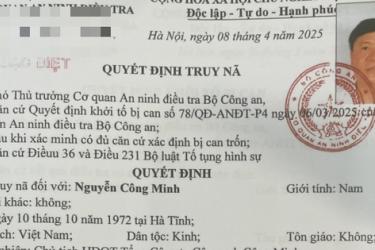 ĐỘC LẬP - Tự do - Hạnh phúc
Hà Nội, ngày 08 tháng 4 năm 2025
QUYẾT ĐỊNH TRUY NÃ
Thủ trưởng Cơ quan An ninh điều tra Bộ Công an,
cứ Quyết định khởi tố bị can số 78/QĐ-ANĐT-P4 ngày 06/03/2025
An ninh điều tra Bộ Công an;
khi xác minh có đủ căn cứ xác định bị can trốn;
cứ Điều 36 và Điều 231 Bộ luật Tố tụng hình sự
QUYẾT ĐỊNH
nã đối với: Nguyễn Công Minh Giới tính: Nam
khác: không;
ngày 10 tháng 10 năm 1972 tại Hà Tĩnh;
tịch: Việt Nam; Dân tộc: Kinh; Tôn giáo: Không;